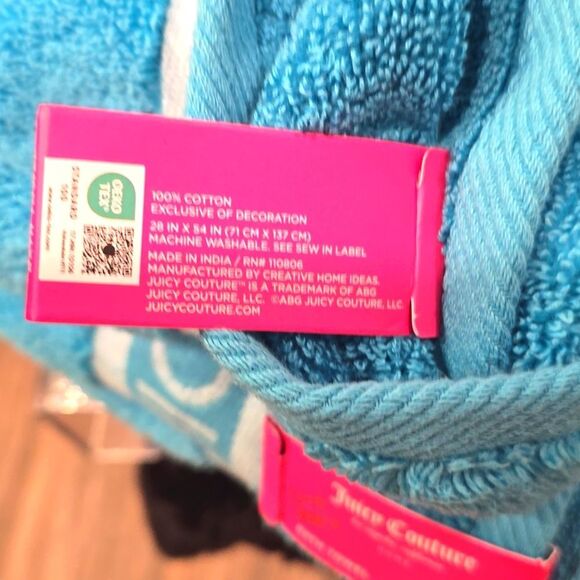 OEKO
TEX®
STANDARD
100
100% COTTON
EXCLUSIVE OF DECORATION
28 IN X 54 IN (71 CM X 137 CM)
MACHINE WASHABLE, SEE SEW IN LABEL
MADE IN INDIA / RN# 110806
MANUFACTURED BY CREATIVE HOME IDEAS.
JUICY COUTURE™ IS A TRADEMARK OF ABG
JUICY COUTURE, LLC. ©ABG JUICY COUTURE, LLC.
JUICYCOUTURE.COM
Juicy Couture